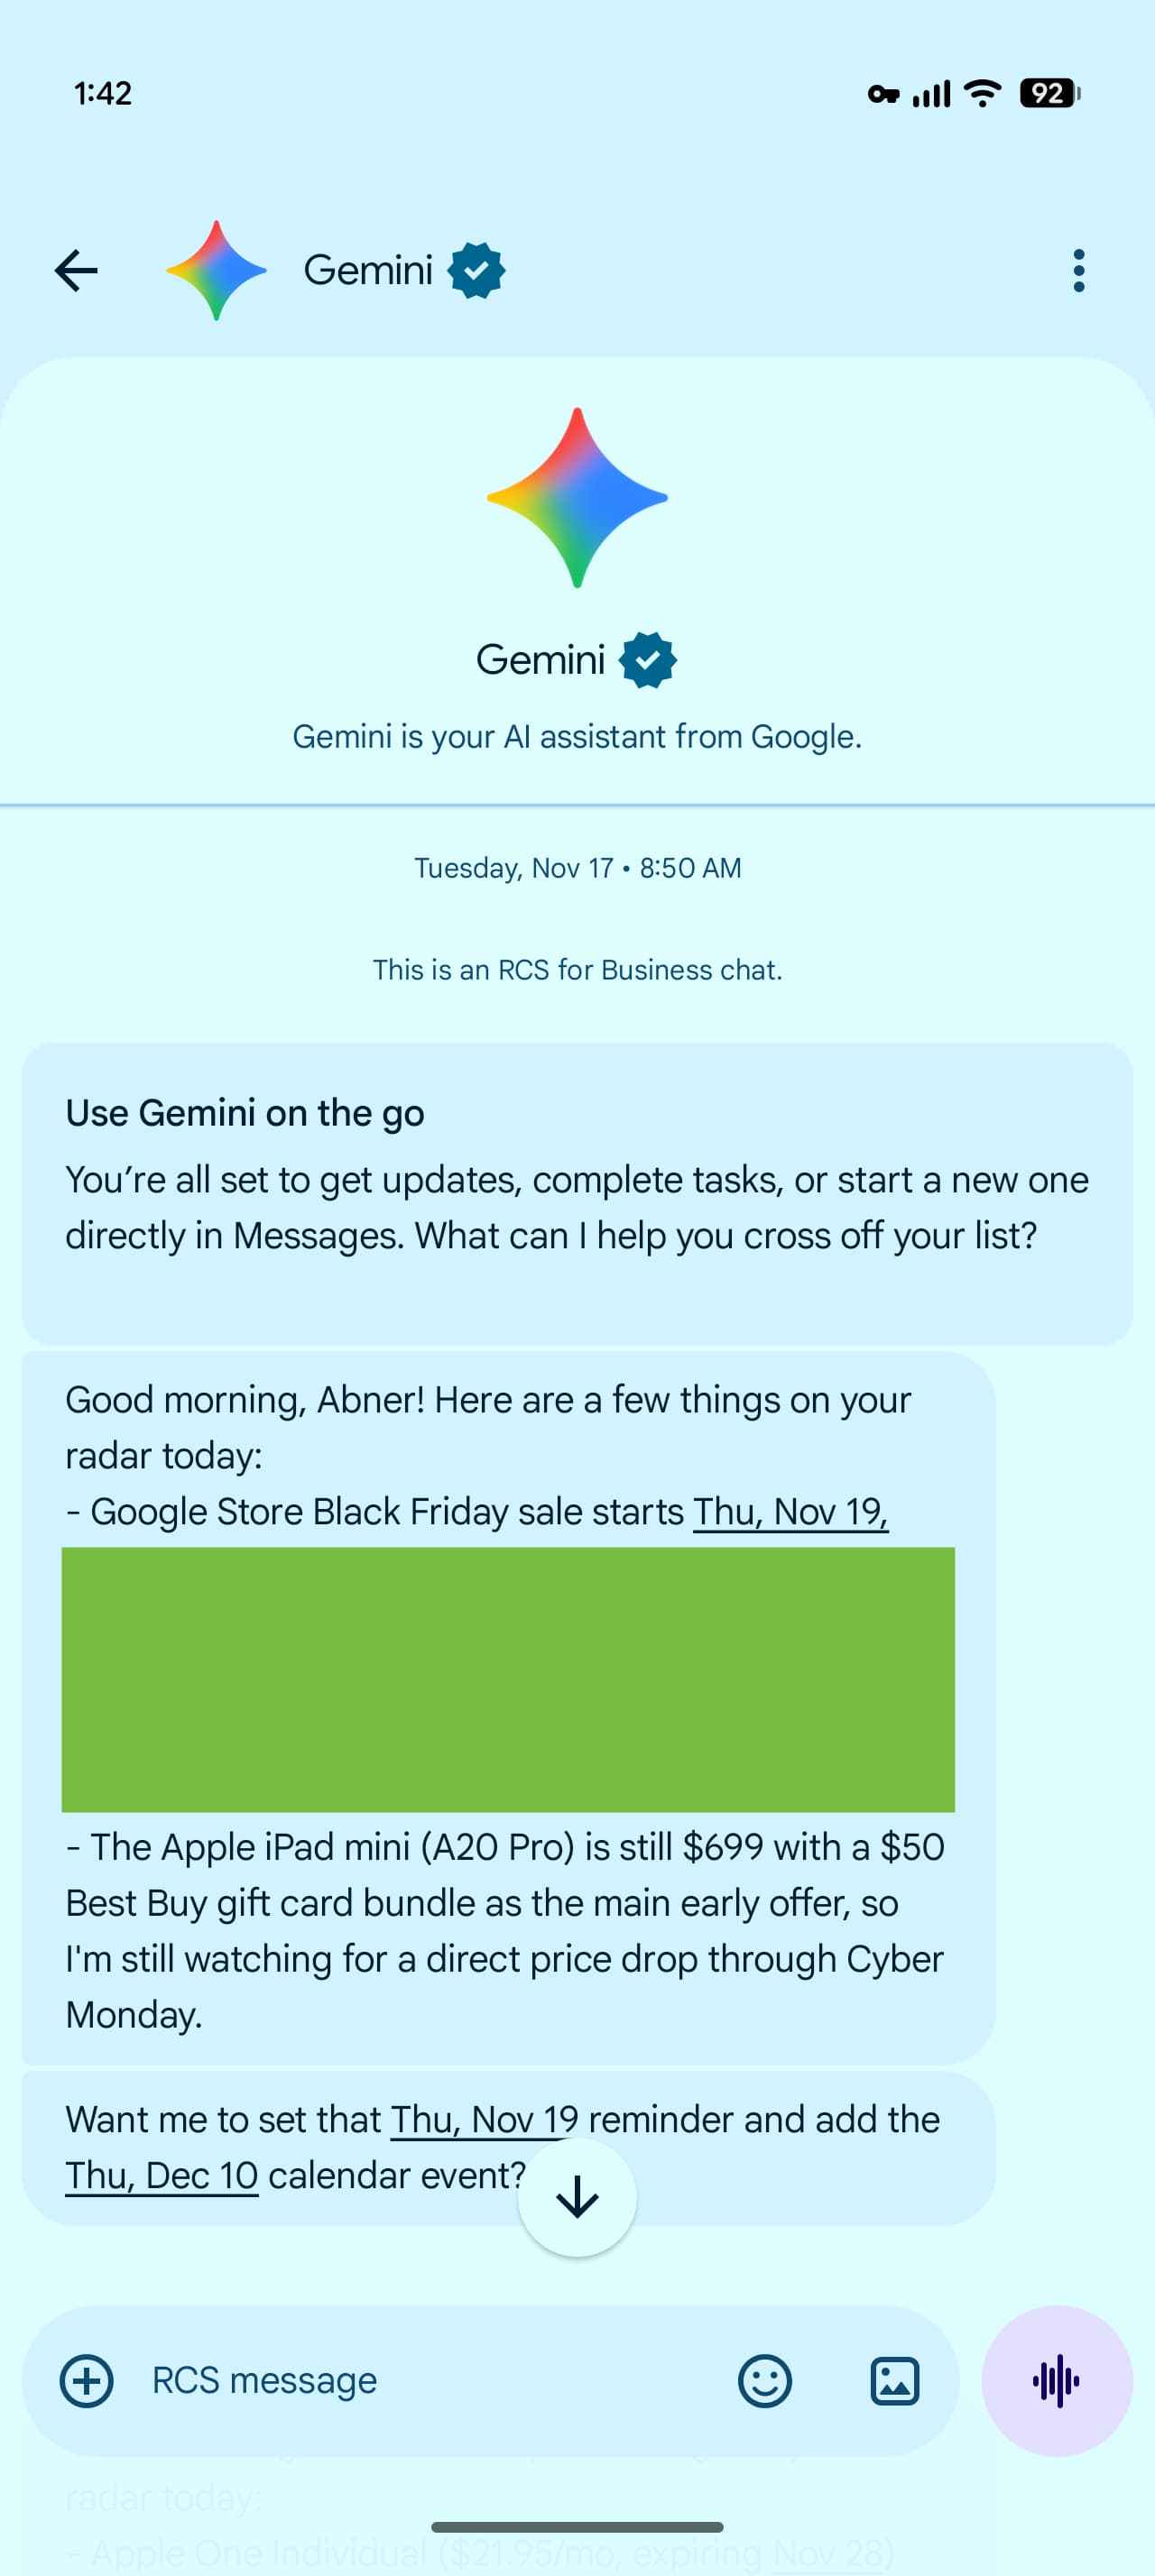 1:42
92
Gemini
Gemini
Gemini is your AI assistant from Google.
Tuesday, Nov 17 • 8:50 AM
This is an RCS for Business chat.
Use Gemini on the go
You’re all set to get updates, complete tasks, or start a new one
directly in Messages. What can I help you cross off your list?
Good morning, Abner! Here are a few things on your
radar today:
- Google Store Black Friday sale starts Thu, Nov 19,
- The Apple iPad mini (A20 Pro) is still $699 with a $50
Best Buy gift card bundle as the main early offer, so
I'm still watching for a direct price drop through Cyber
Monday.
Want me to set that Thu, Nov 19 reminder and add the
Thu, Dec 10 calendar event?
RCS message
radar today:
- Apple One Individual ($21.95/mo, expiring Nov 28)